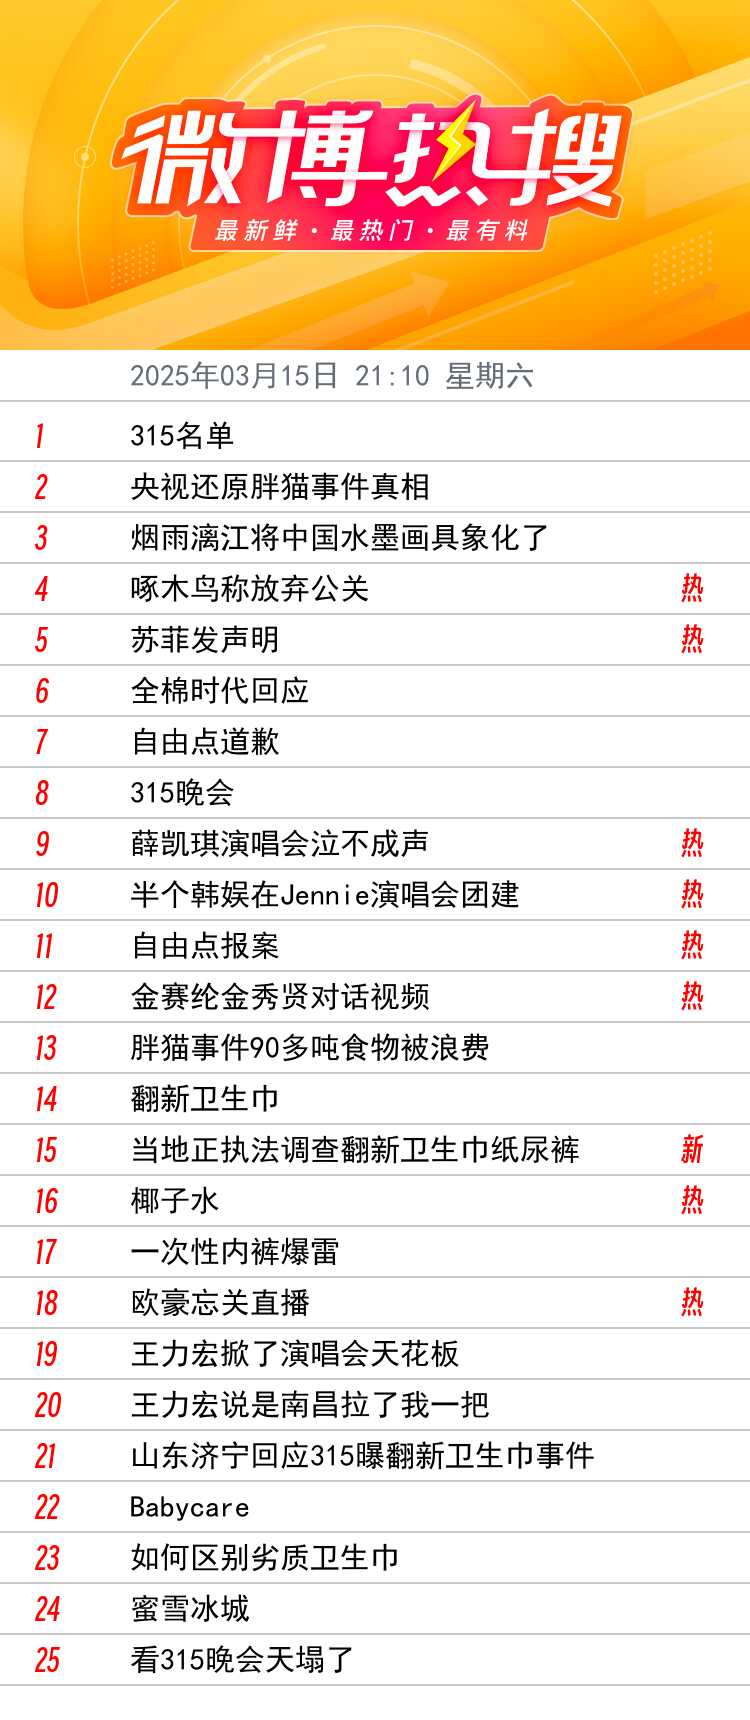 微博热搜
最新鲜·最热门·最有料
2025年03月15日 21:10 星期六
1 315名单
2 央视还原胖猫事件真相
3 烟雨漓江将中国水墨画具象化了
4 啄木鸟称放弃公关 热
5 苏菲发声明 热
6 全棉时代回应
7 自由点道歉
8 315晚会
9 薛凯琪演唱会泣不成声 热
10 半个韩娱在Jennie演唱会团建 热
11 自由点报案 热
12 金赛纶金秀贤对话视频 热
13 胖猫事件90多吨食物被浪费
14 翻新卫生巾
15 当地正执法调查翻新卫生巾纸尿裤 新
16 椰子水 热
17 一次性内裤爆雷
18 欧豪忘关直播 热
19 王力宏掀了演唱会天花板
20 王力宏说是南昌拉了我一把
21 山东济宁回应315曝翻新卫生巾事件
22 Babycare
23 如何区别劣质卫生巾
24 蜜雪冰城
25 看315晚会天塌了